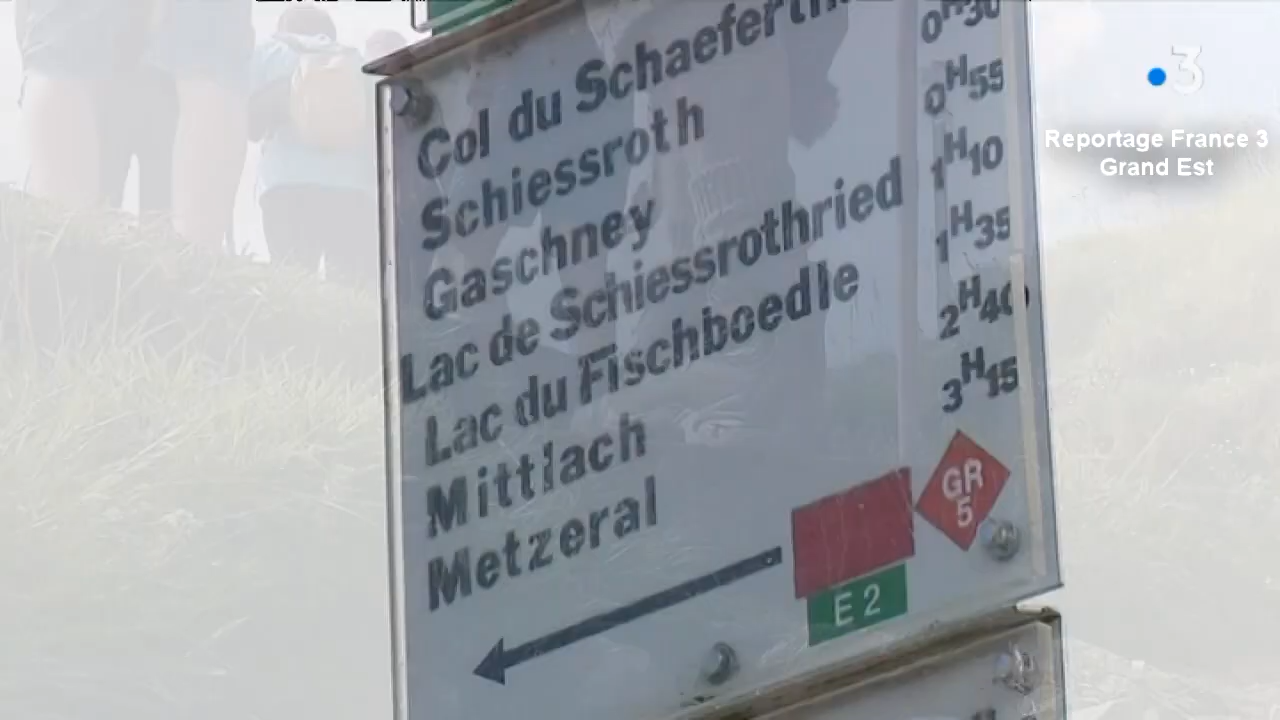 Col du
Schiessroth 0H30
Gaschney 0H55
Lac de Schiessrothried 1H10
Lac du Fischboedle 1H35
Mittlach 2H40
Metzeral 3H15
GR
5
E 2
3
Reportage France 3
Grand Est